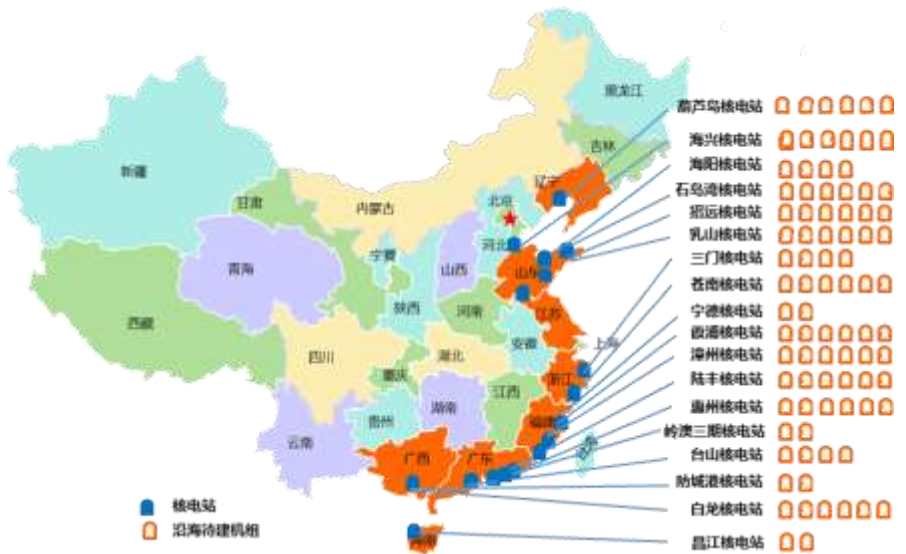 黑龙江
吉林
辽宁
新疆
甘肃
内蒙古
北京
河北
宁夏
山西
山东
青海
陕西
河南
江苏
西藏
安徽
上海
四川
湖北
重庆
浙江
江西
湖南
贵州
福建
云南
广西
广东
海南
葫芦岛核电站
海兴核电站
海阳核电站
石岛湾核电站
招远核电站
乳山核电站
三门核电站
苍南核电站
宁德核电站
霞浦核电站
漳州核电站
陆丰核电站
惠州核电站
岭澳三期核电站
台山核电站
防城港核电站
白龙核电站
昌江核电站
核电站
沿海待建机组